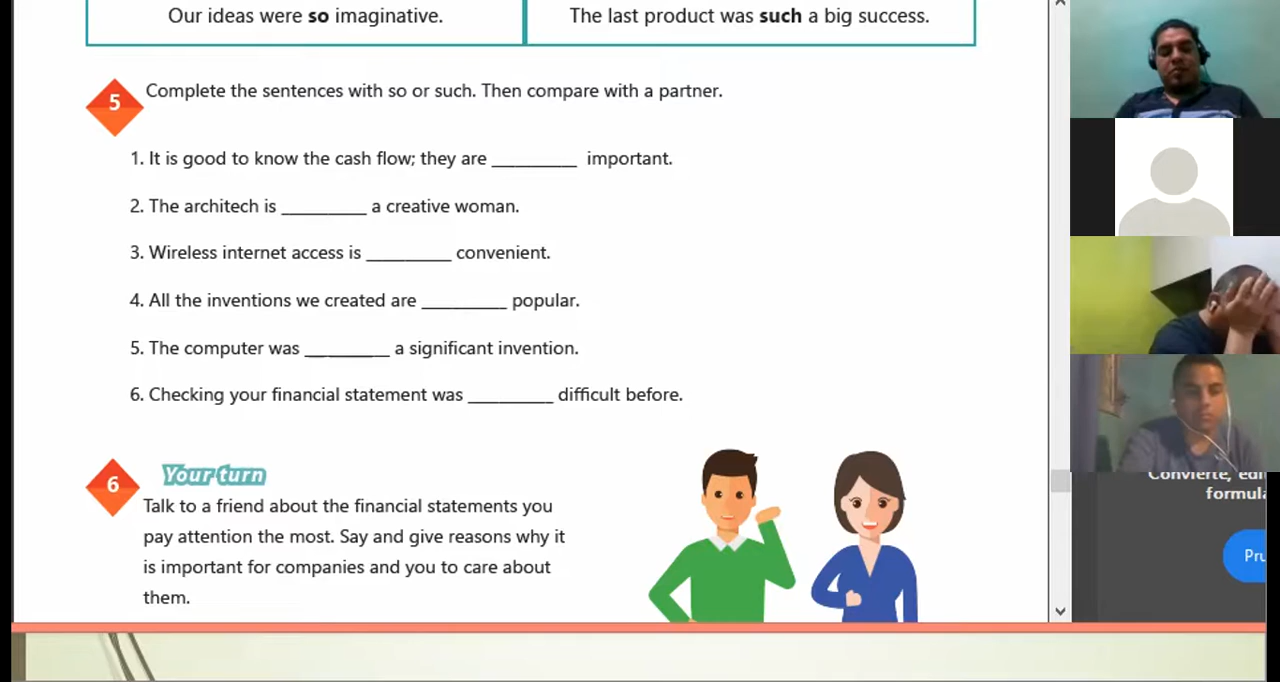 Our ideas were so imaginative.
The last product was such a big success.
5
Complete the sentences with so or such. Then compare with a partner.
1. It is good to know the cash flow; they are _________ important.
2. The architech is _________ a creative woman.
3. Wireless internet access is _________ convenient.
4. All the inventions we created are _________ popular.
5. The computer was _________ a significant invention.
6. Checking your financial statement was _________ difficult before.
6
Your turn
Talk to a friend about the financial statements you
pay attention the most. Say and give reasons why it
is important for companies and you to care about
them.
Convierte, edi
formula
Pru